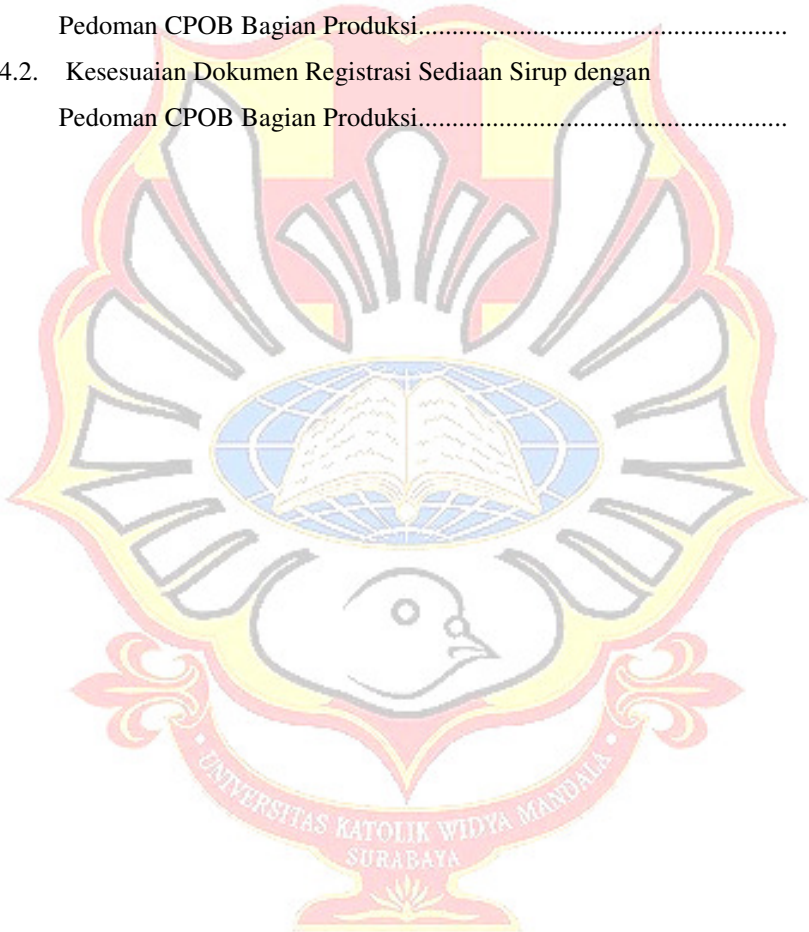 Pedoman CPOB Bagian Produksi.......................................................
4.2. Kesesuaian Dokumen Registrasi Sediaan Sirup dengan
Pedoman CPOB Bagian Produksi.......................................................
UNIVERSITAS KATOLIK WIDYA MANDALA
SURABAYA